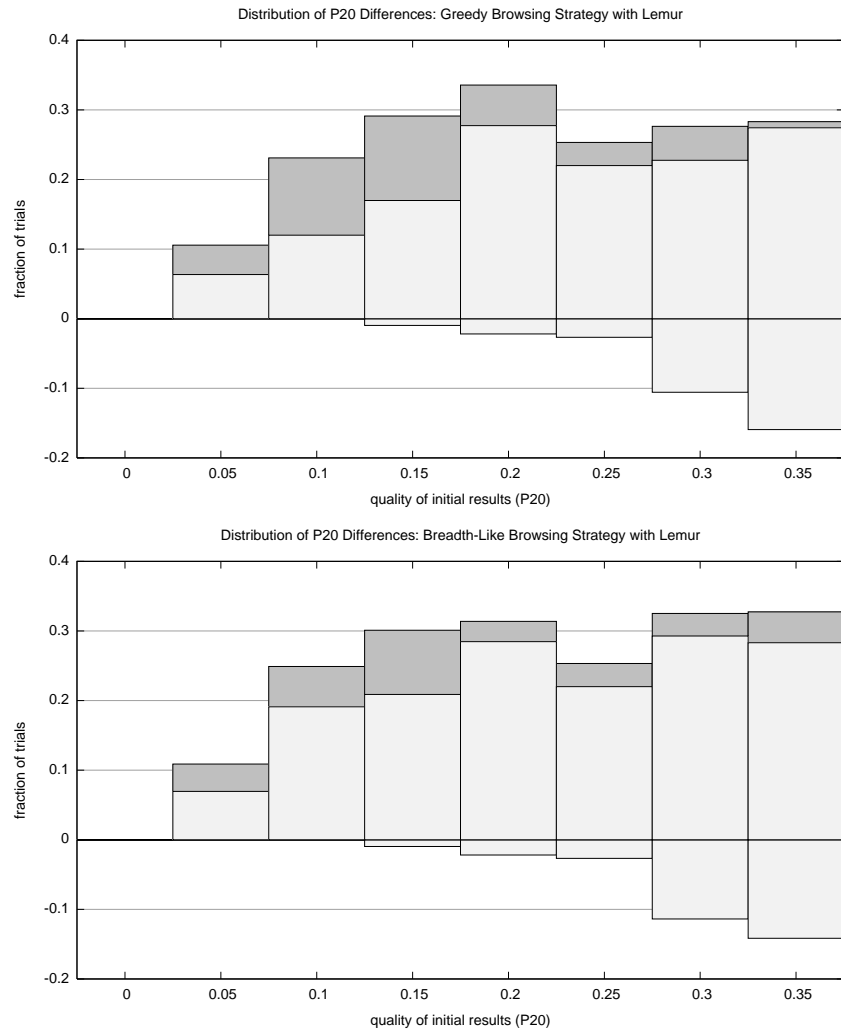 Distribution of P20 Differences: Greedy Browsing Strategy with Lemur
0.4
0.3
0.2
0.1
0
-0.1
-0.2
fraction of trials
0 0.05 0.1 0.15 0.2 0.25 0.3 0.35
quality of initial results (P20)
Distribution of P20 Differences: Breadth-Like Browsing Strategy with Lemur
0.4
0.3
0.2
0.1
0
-0.1
-0.2
fraction of trials
0 0.05 0.1 0.15 0.2 0.25 0.3 0.35
quality of initial results (P20)